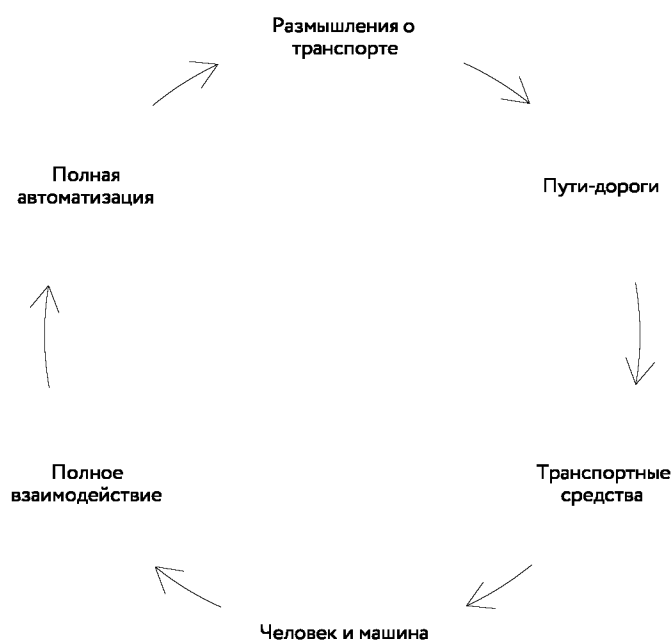 Размышления о
транспорте
Пути-дороги
Транспортные
средства
Человек и машина
Полное
взаимодействие
Полная
автоматизация